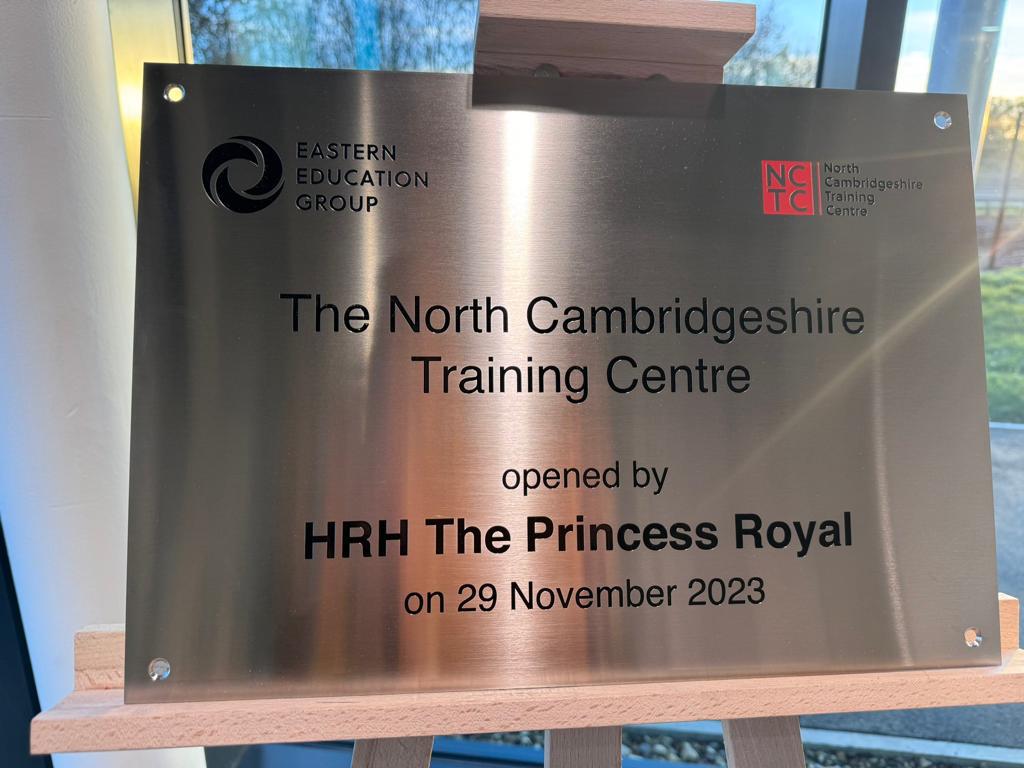 EASTERN
EDUCATION
GROUP
NC
TC
North
Cambridgeshire
Training
Centre
The North Cambridgeshire
Training Centre
opened by
HRH The Princess Royal
on 29 November 2023